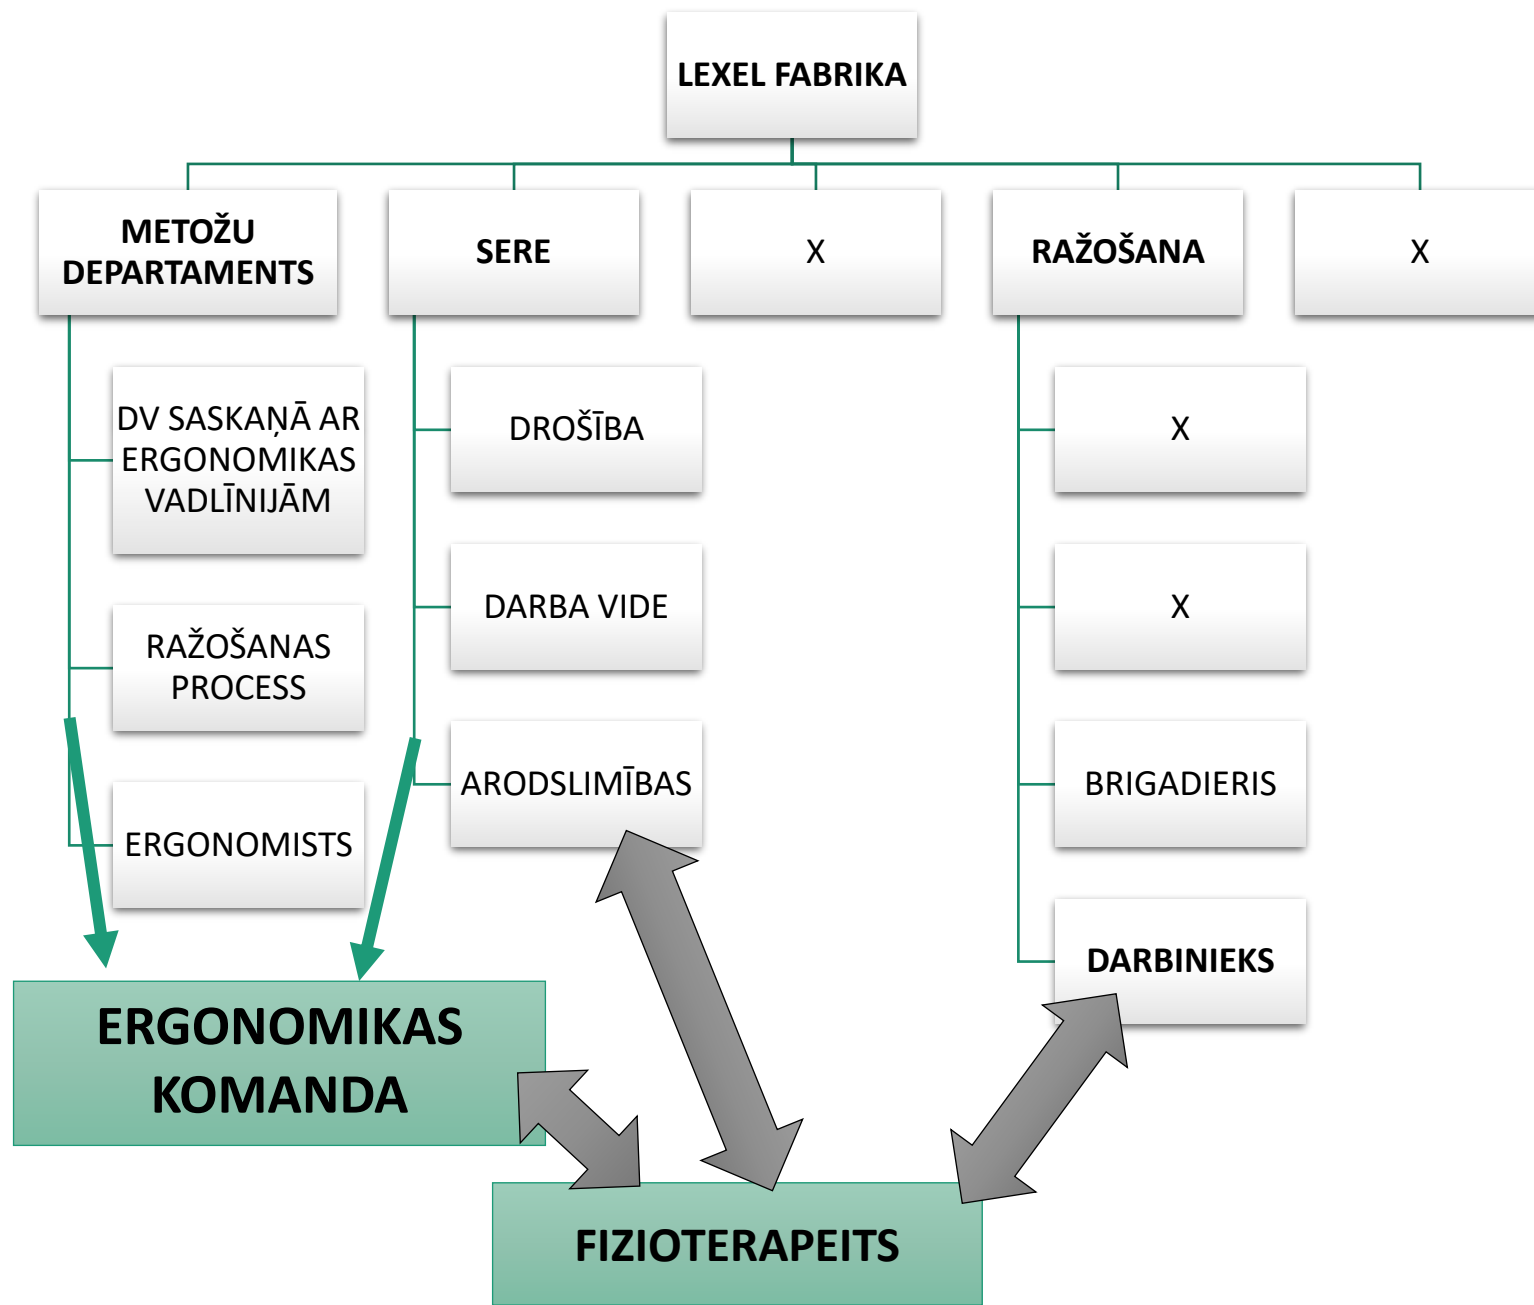 LEXEL FABRIKA
METOŽU
DEPARTAMENTS
SERE
X
RAŽOŠANA
X
DV SASKAŅĀ AR
ERGONOMIKAS
VADLĪNIJĀM
RAŽOŠANAS
PROCESS
ERGONOMISTS
DROŠĪBA
DARBA VIDE
ARODSLIMĪBAS
X
X
BRIGADIERIS
DARBINIEKS
ERGONOMIKAS
KOMANDA
FIZIOTERAPEITS